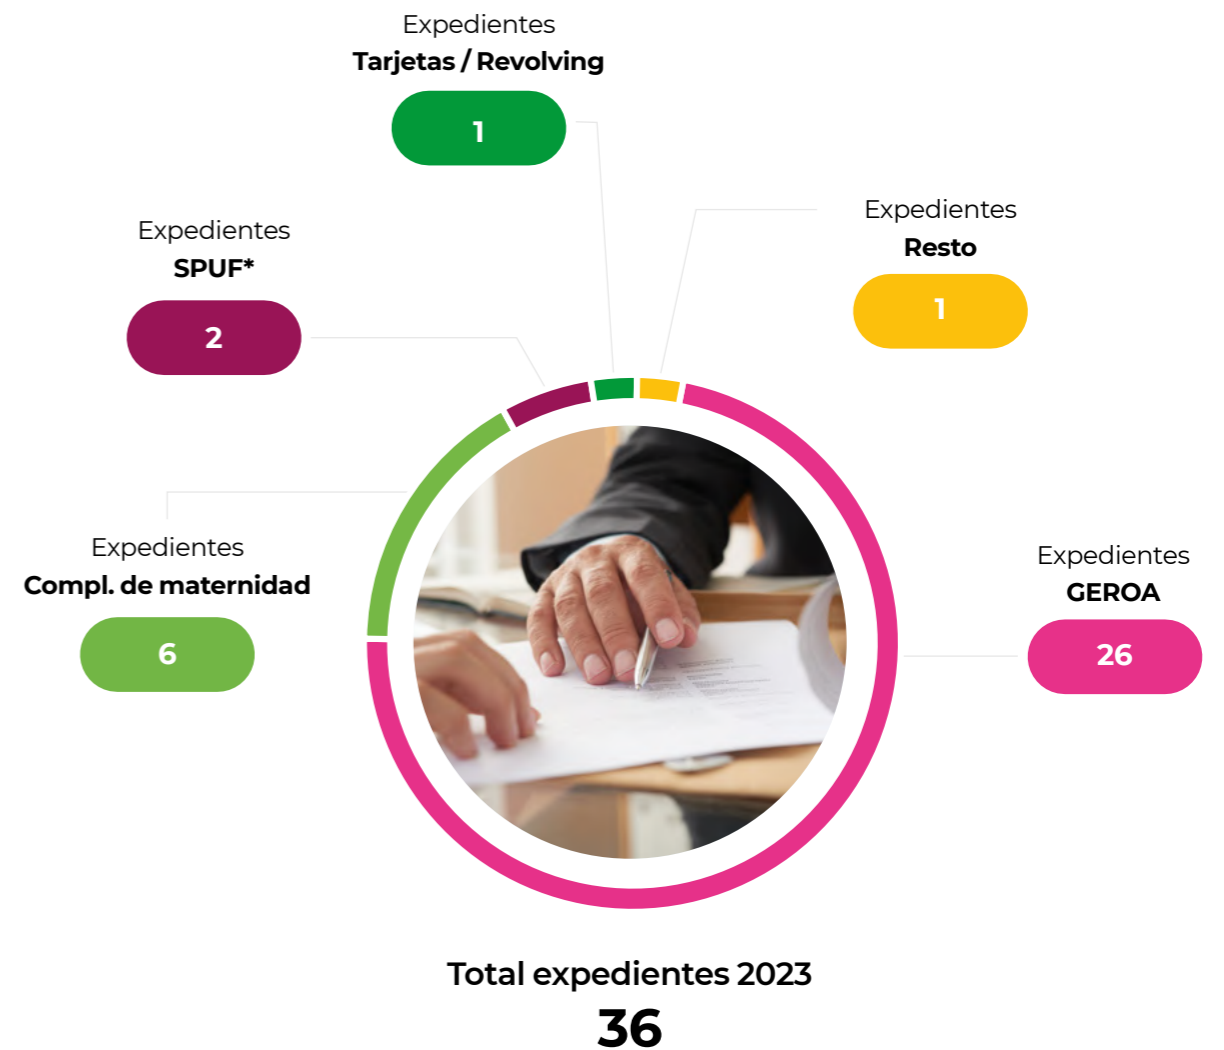 Expedientes
Tarjetas / Revolving
1
Expedientes
Resto
1
Expedientes
SPUF*
2
Expedientes
Compl. de maternidad
6
Expedientes
GEROA
26
Total expedientes 2023
36